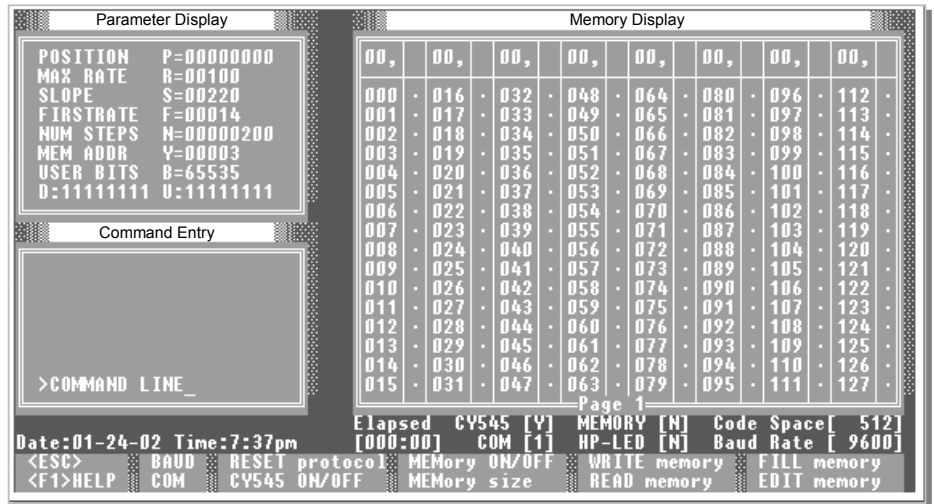 Parameter Display
POSITION P=00000000
MAX RATE R=00100
SLOPE S=00220
FIRSTRATE F=00014
NUM STEPS N=00000200
MEM ADDR Y=00003
USER BITS B=65535
D:11111111 U:11111111
Command Entry
>COMMAND LINE_
Memory Display
00, 00, 00, 00, 00, 00, 00, 00,
000 · 016 · 032 · 048 · 064 · 080 · 096 · 112 ·
001 · 017 · 033 · 049 · 065 · 081 · 097 · 113 ·
002 · 018 · 034 · 050 · 066 · 082 · 098 · 114 ·
003 · 019 · 035 · 051 · 067 · 083 · 099 · 115 ·
004 · 020 · 036 · 052 · 068 · 084 · 100 · 116 ·
005 · 021 · 037 · 053 · 069 · 085 · 101 · 117 ·
006 · 022 · 038 · 054 · 070 · 086 · 102 · 118 ·
007 · 023 · 039 · 055 · 071 · 087 · 103 · 119 ·
008 · 024 · 040 · 056 · 072 · 088 · 104 · 120 ·
009 · 025 · 041 · 057 · 073 · 089 · 105 · 121 ·
010 · 026 · 042 · 058 · 074 · 090 · 106 · 122 ·
011 · 027 · 043 · 059 · 075 · 091 · 107 · 123 ·
012 · 028 · 044 · 060 · 076 · 092 · 108 · 124 ·
013 · 029 · 045 · 061 · 077 · 093 · 109 · 125 ·
014 · 030 · 046 · 062 · 078 · 094 · 110 · 126 ·
015 · 031 · 047 · 063 · 079 · 095 · 111 · 127 ·
Page 1
Elapsed CY545 [Y] MEMORY [N] Code Space[ 512]
Date:01-24-02 Time:7:37pm [000:00] COM [1] HP-LED [N] Baud Rate [ 9600]
<ESC> BAUD RESET protocol MEMory ON/OFF WRITE memory FILL memory
<F1>HELP COM CY545 ON/OFF MEMory size READ memory EDIT memory